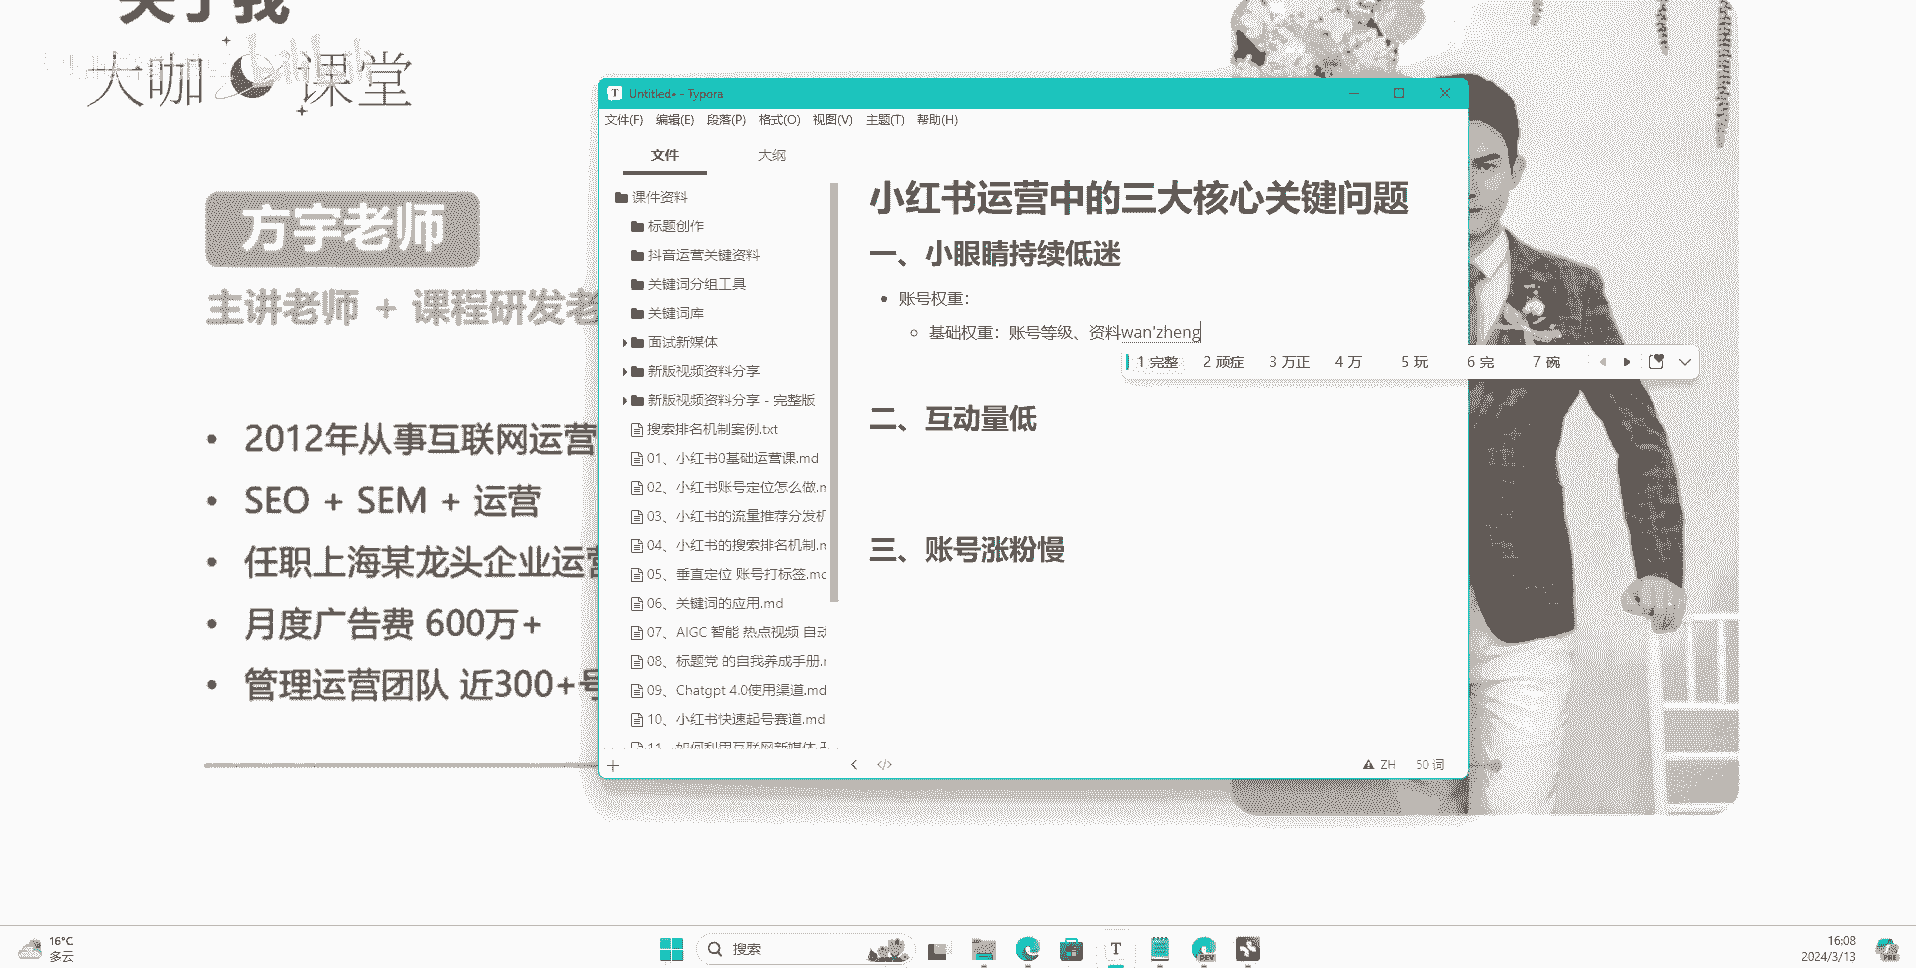 关于我
大咖 课堂
方宇老师
主讲老师 + 课程研发老
2012年从事互联网运营
SEO + SEM + 运营
任职上海某龙头企业运营
月度广告费 600万+
管理运营团队 近300+号
Untitled• - Typora
文件(F) 编辑(E) 段落(P) 格式(O) 视图(V) 主题(T) 帮助(H)
文件 大纲
课件资料
标题创作
抖音运营关键资料
关键词分组工具
关键词库
面试新媒体
新版视频资料分享
新版视频资料分享 - 完整版
搜索排名机制案例.txt
01、小红书0基础运营课.md
02、小红书账号定位怎么做.m
03、小红书的流量推荐分发机
04、小红书的搜索排名机制.m
05、垂直定位 账号打标签.md
06、关键词的应用.md
07、AIGC 智能 热点视频 自动
08、标题党 的自我养成手册.m
09、Chatgpt 4.0使用渠道.md
10、小红书快速起号赛道.md
11、如何利用互联网新媒体
小红书运营中的三大核心关键问题
一、小眼睛持续低迷
账号权重：
基础权重：账号等级、资料wan'zheng
1 完整 2 顽症 3 万正 4 万 5 玩 6 完 7 碗
二、互动量低
三、账号涨粉慢
ZH 50 词
16°C
多云
搜索
16:08
2024/3/13